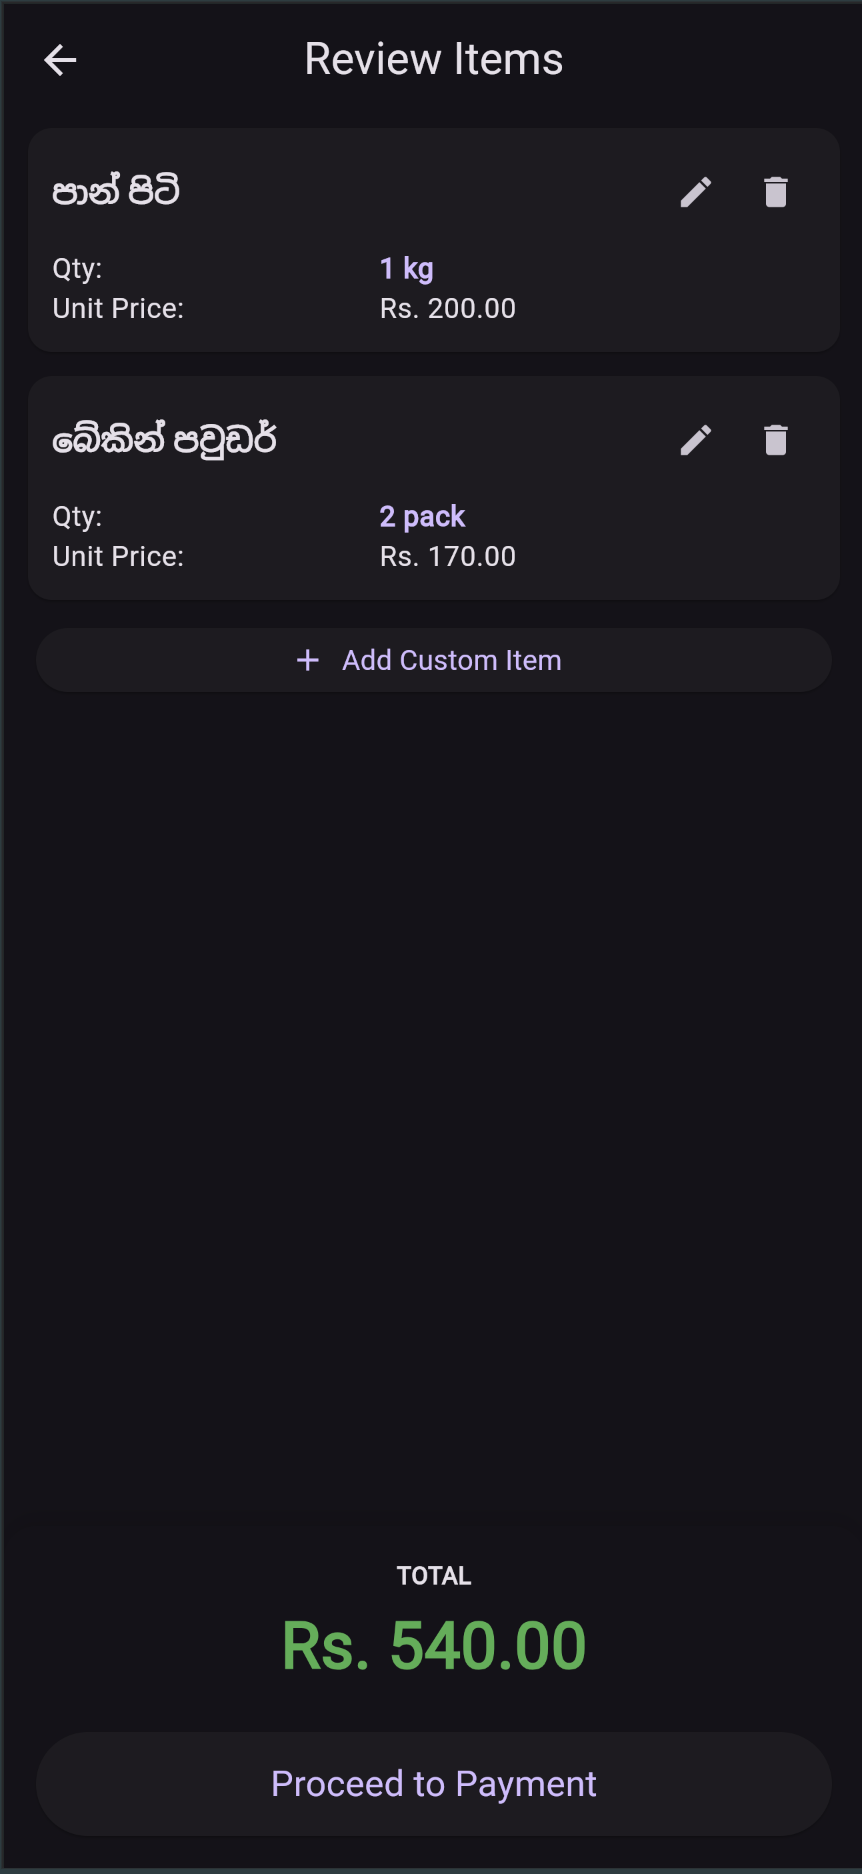 Review Items
පාන් පිටි
Qty: 1 kg
Unit Price: Rs. 200.00
බේකින් පවුඩර්
Qty: 2 pack
Unit Price: Rs. 170.00
+ Add Custom Item
TOTAL
Rs. 540.00
Proceed to Payment